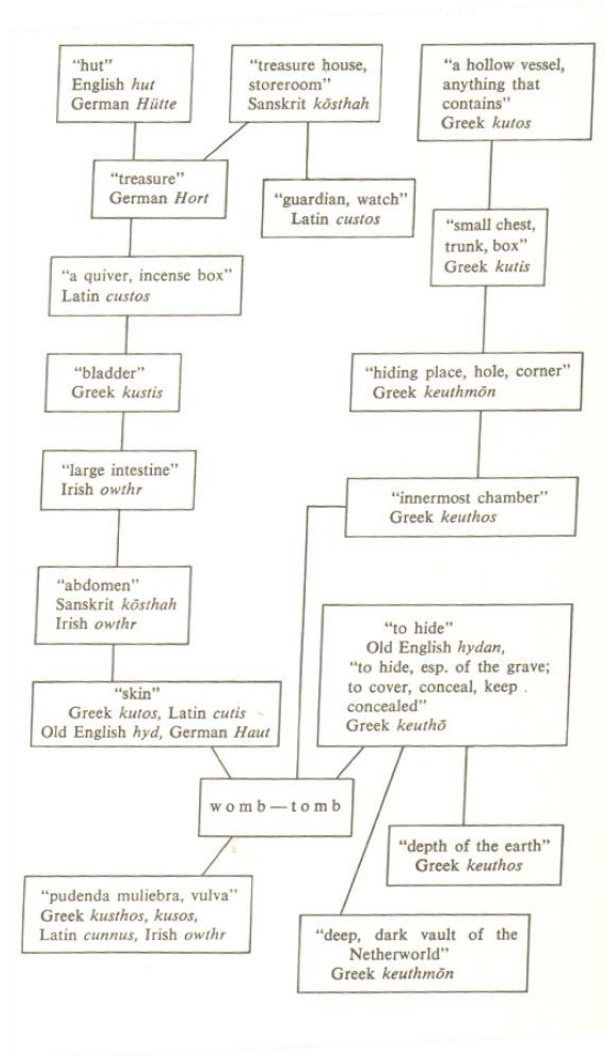 “hut”
English hut
German Hütte
“treasure house,
storeroom”
Sanskrit kōsthah
“a hollow vessel,
anything that
contains”
Greek kutos
“treasure”
German Hort
“guardian, watch”
Latin custos
“small chest,
trunk, box”
Greek kutis
“a quiver, incense box”
Latin custos
“bladder”
Greek kustis
“hiding place, hole, corner”
Greek keuthmōn
“large intestine”
Irish owthr
“innermost chamber”
Greek keuthos
“abdomen”
Sanskrit kōsthah
Irish owthr
“to hide”
Old English hydan,
“to hide, esp. of the grave;
to cover, conceal, keep
concealed”
Greek keuthō
“skin”
Greek kutos, Latin cutis
Old English hyd, German Haut
womb—tomb
“depth of the earth”
Greek keuthos
“pudenda muliebra, vulva”
Greek kusthos, kusos,
Latin cunnus, Irish owthr
“deep, dark vault of the
Netherworld”
Greek keuthmōn